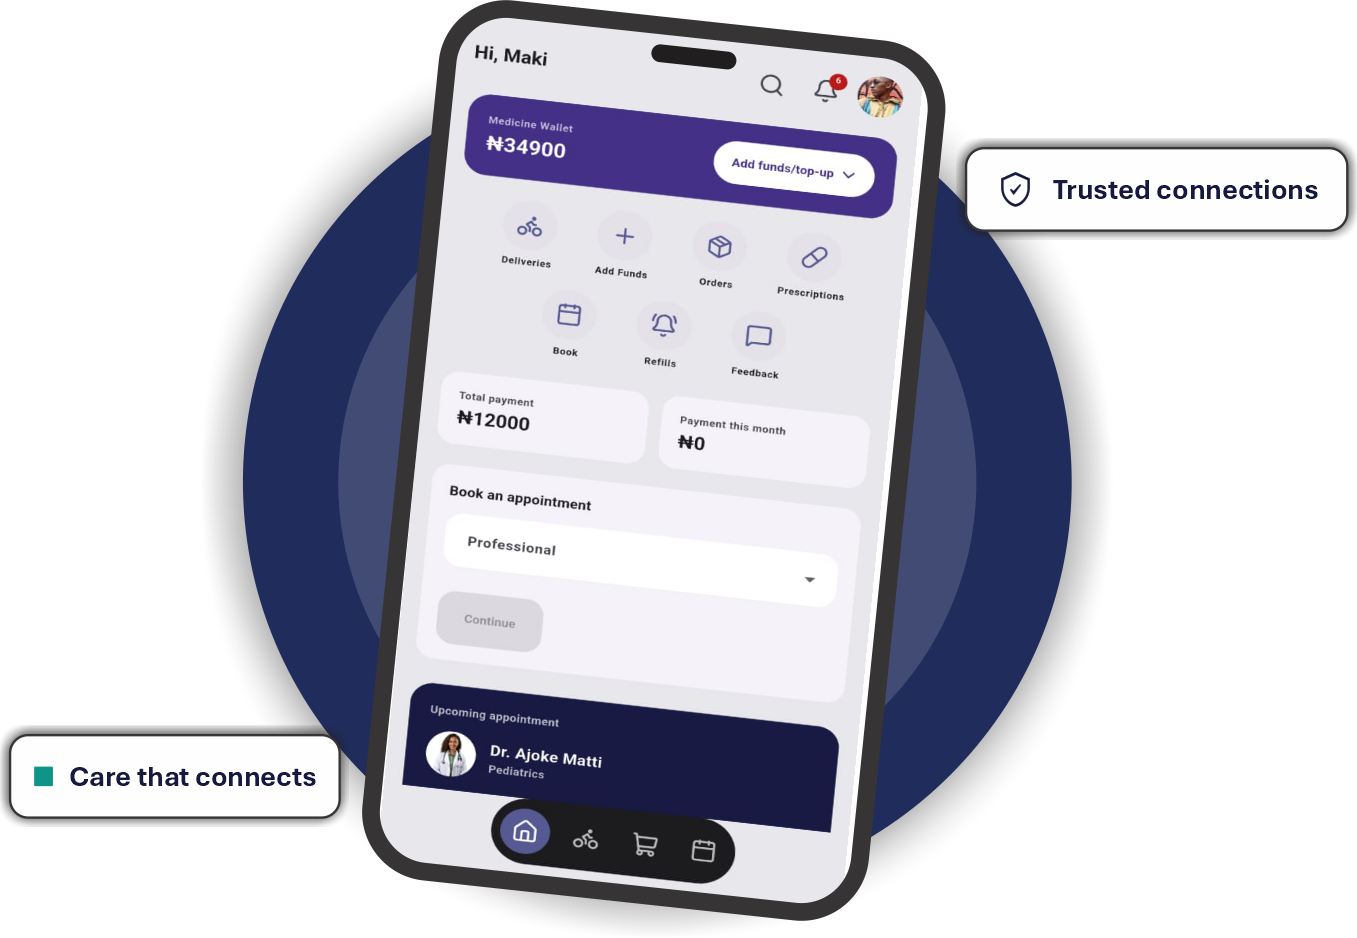 Hi, Maki
6
Medicine Wallet
₦34900
Add funds/top-up
Trusted connections
Deliveries
Add Funds
Orders
Prescriptions
Book
Refills
Feedback
Total payment
₦12000
Payment this month
₦0
Book an appointment
Professional
Continue
Upcoming appointment
Dr. Ajoke Matti
Pediatrics
Care that connects